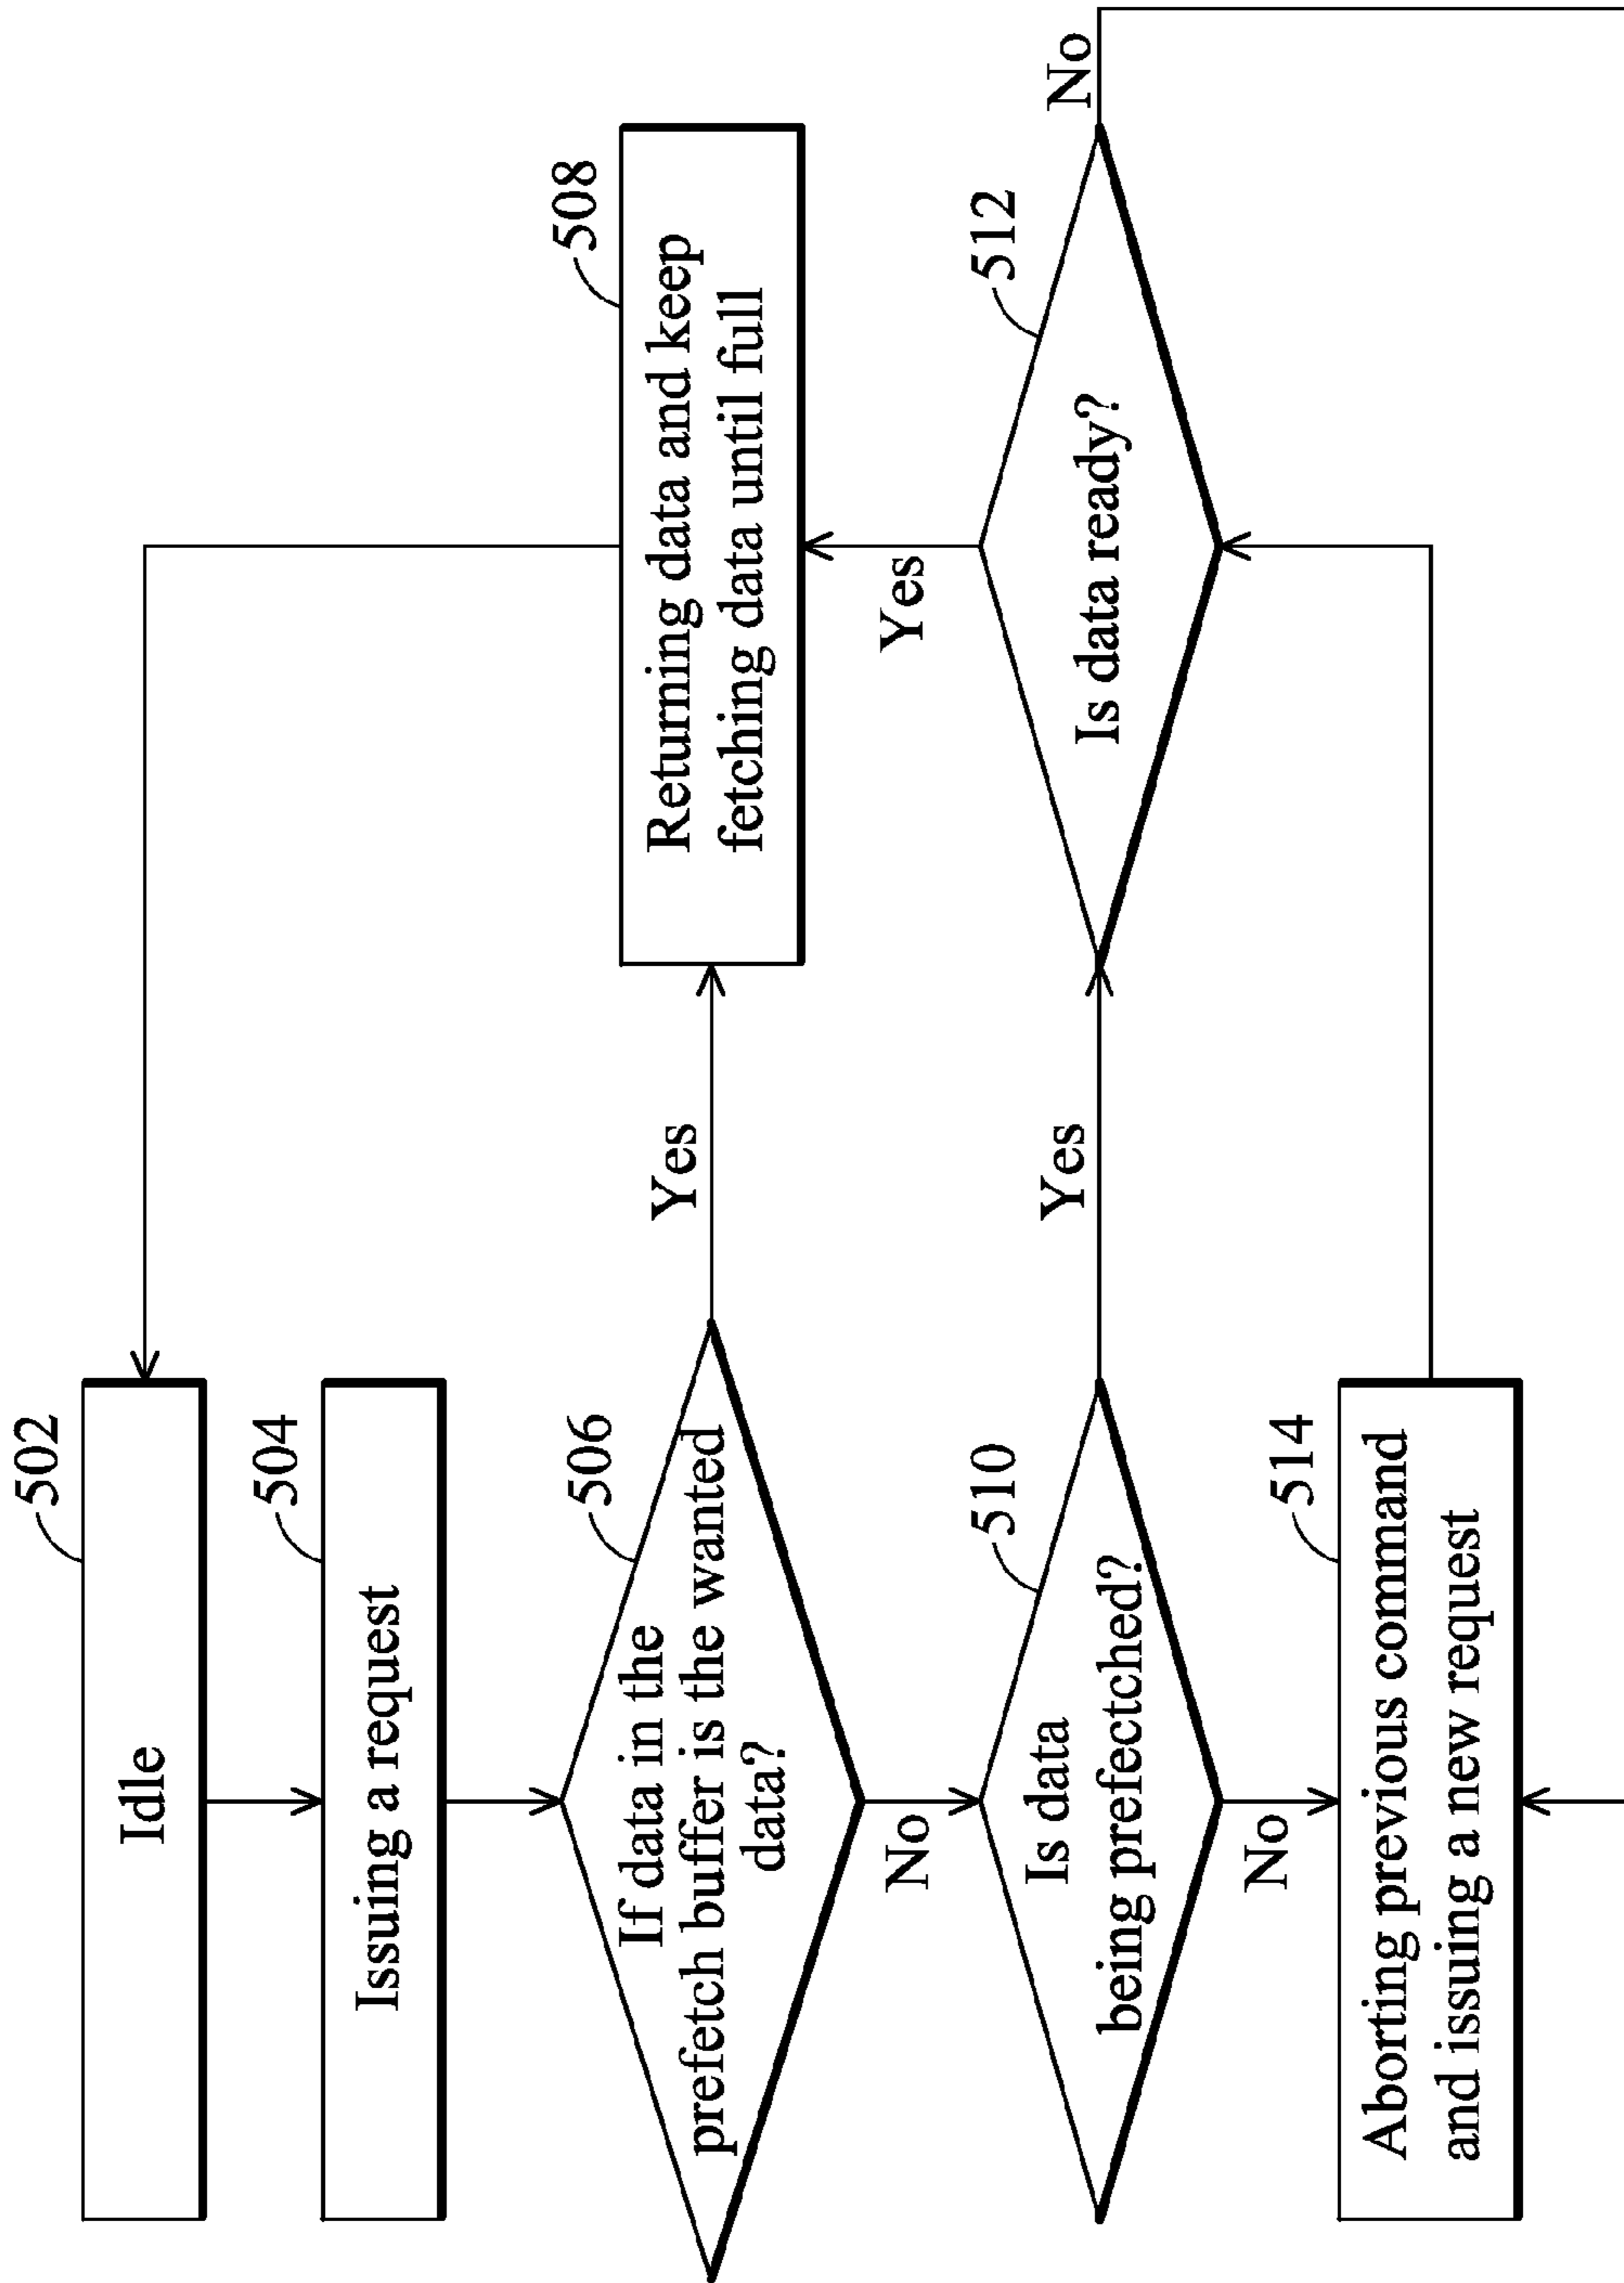 502
Idle
504
Issuing a request
506
If data in the
prefetch buffer is the wanted
data?
Yes
No
508
Returning data and keep
fetching data until full
510
Is data
being prefectched?
Yes
No
512
Is data ready?
Yes
No
514
Aborting previous command
and issuing a new request